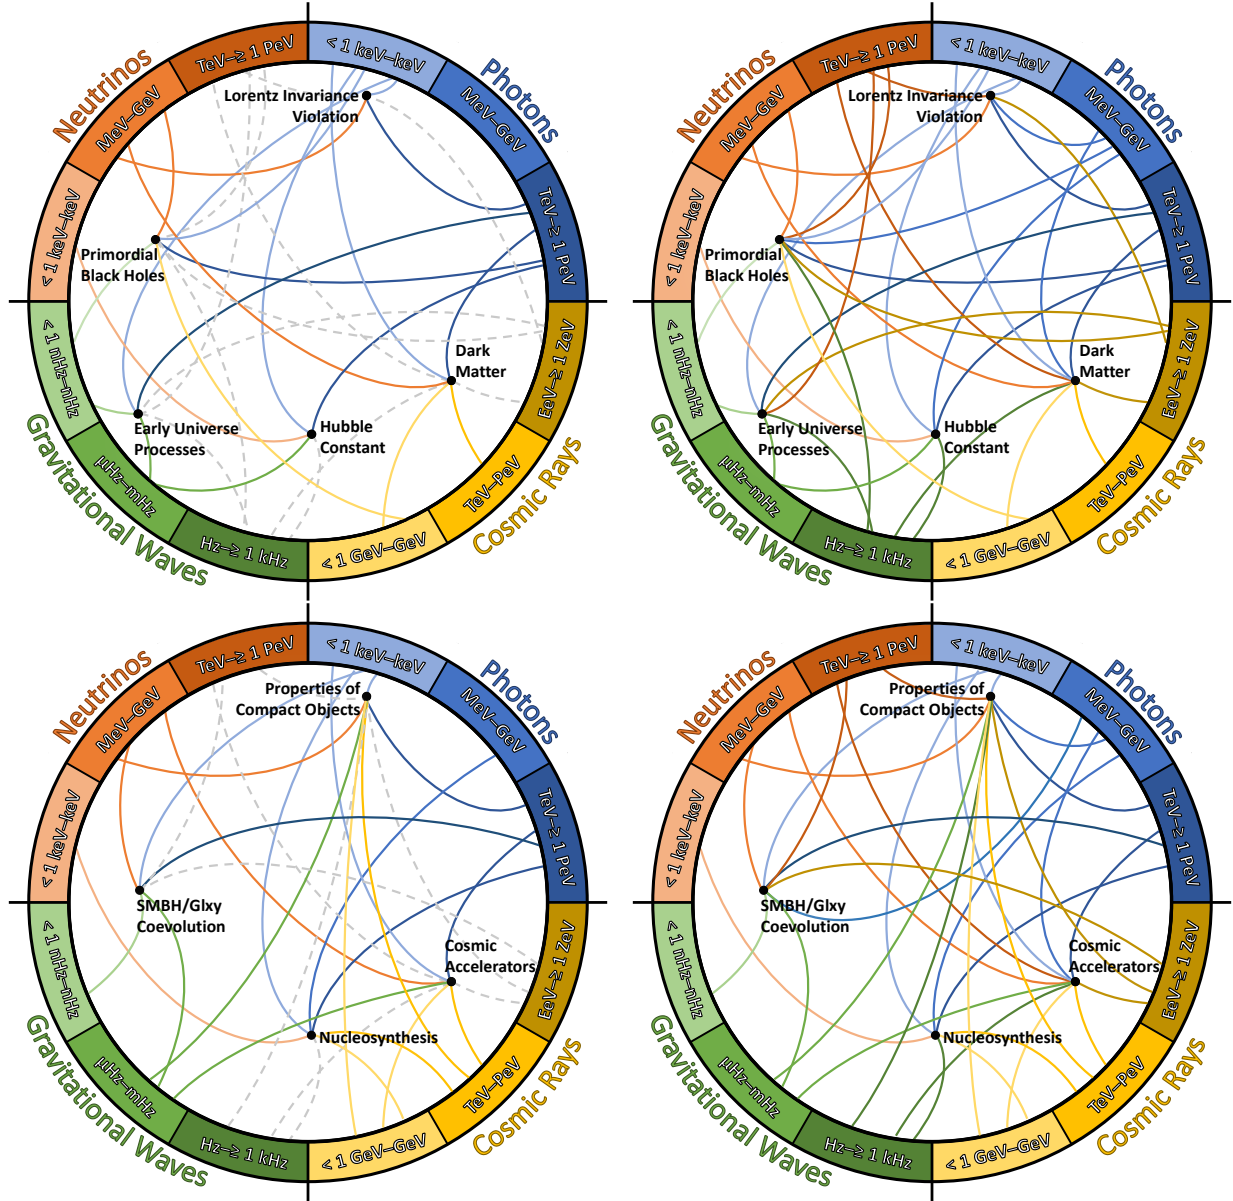 Neutrinos
Photons
Gravitational Waves
Cosmic Rays
TeV–≥ 1 PeV
< 1 keV–keV
MeV–GeV
MeV–GeV
< 1 keV–keV
TeV–≥ 1 PeV
< 1 nHz–nHz
EeV–≥ 1 ZeV
μHz–mHz
TeV–PeV
Hz–≥ 1 kHz
< 1 GeV–GeV
Lorentz Invariance
Violation
Primordial
Black Holes
Dark
Matter
Early Universe
Processes
Hubble
Constant
Neutrinos
Photons
Gravitational Waves
Cosmic Rays
TeV–≥ 1 PeV
< 1 keV–keV
MeV–GeV
MeV–GeV
< 1 keV–keV
TeV–≥ 1 PeV
< 1 nHz–nHz
EeV–≥ 1 ZeV
μHz–mHz
TeV–PeV
Hz–≥ 1 kHz
< 1 GeV–GeV
Lorentz Invariance
Violation
Primordial
Black Holes
Dark
Matter
Early Universe
Processes
Hubble
Constant
Neutrinos
Photons
Gravitational Waves
Cosmic Rays
TeV–≥ 1 PeV
< 1 keV–keV
MeV–GeV
MeV–GeV
< 1 keV–keV
TeV–≥ 1 PeV
< 1 nHz–nHz
EeV–≥ 1 ZeV
μHz–mHz
TeV–PeV
Hz–≥ 1 kHz
< 1 GeV–GeV
Properties of
Compact Objects
SMBH/Glxy
Coevolution
Cosmic
Accelerators
Nucleosynthesis
Neutrinos
Photons
Gravitational Waves
Cosmic Rays
TeV–≥ 1 PeV
< 1 keV–keV
MeV–GeV
MeV–GeV
< 1 keV–keV
TeV–≥ 1 PeV
< 1 nHz–nHz
EeV–≥ 1 ZeV
μHz–mHz
TeV–PeV
Hz–≥ 1 kHz
< 1 GeV–GeV
Properties of
Compact Objects
SMBH/Glxy
Coevolution
Cosmic
Accelerators
Nucleosynthesis